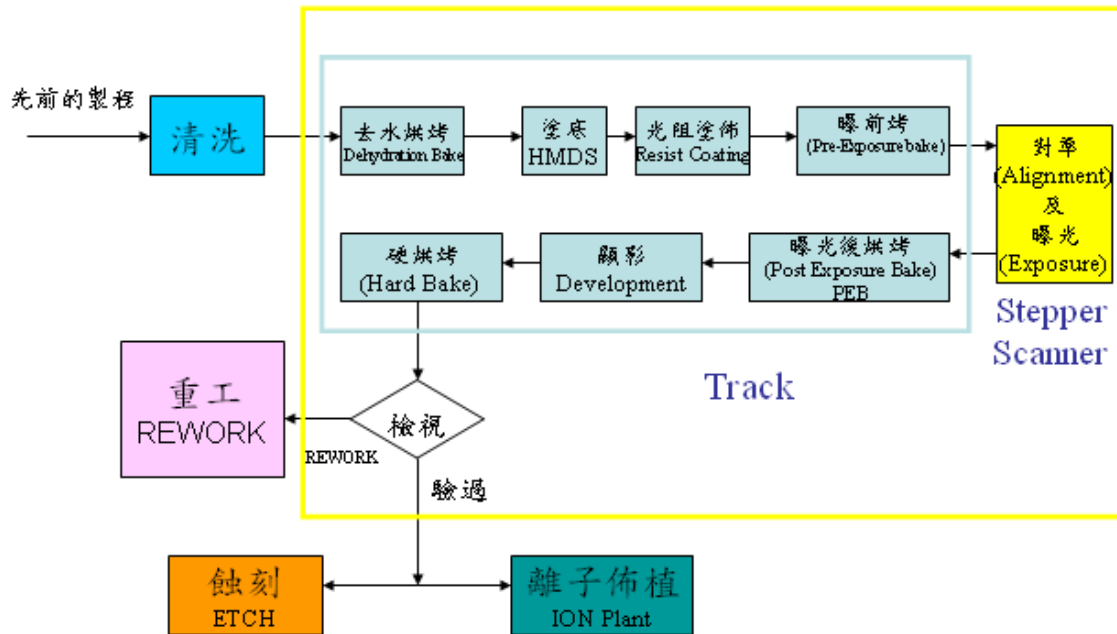 先前的製程
清洗
去水烘烤
Dehydration Bake
塗底
HMDS
光阻塗佈
Resist Coating
曝前烤
(Pre-Exposurebake)
對準
(Alignment)
及
曝光
(Exposure)
Stepper
Scanner
曝光後烘烤
(Post Exposure Bake)
PEB
顯影
Development
硬烘烤
(Hard Bake)
Track
檢視
REWORK
重工
REWORK
驗過
蝕刻
ETCH
離子佈植
ION Plant